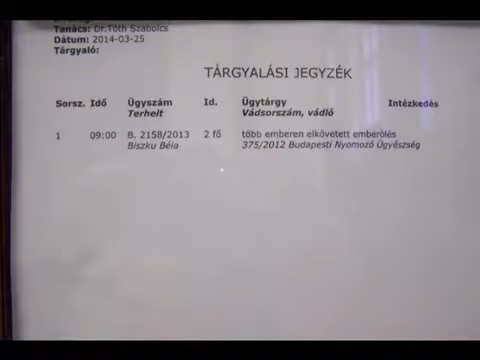 Tanács: Dr.Tóth Szabolcs
Dátum: 2014-03-25
Tárgyaló:
TÁRGYALÁSI JEGYZÉK
Sorsz. Idő Ügyszám Id. Ügytárgy Intézkedés
Terhelt Vádsorszám, vádló
1 09:00 B. 2158/2013 2 fő több emberen elkövetett emberölés
Biszku Béla 375/2012 Budapesti Nyomozó Ügyészség